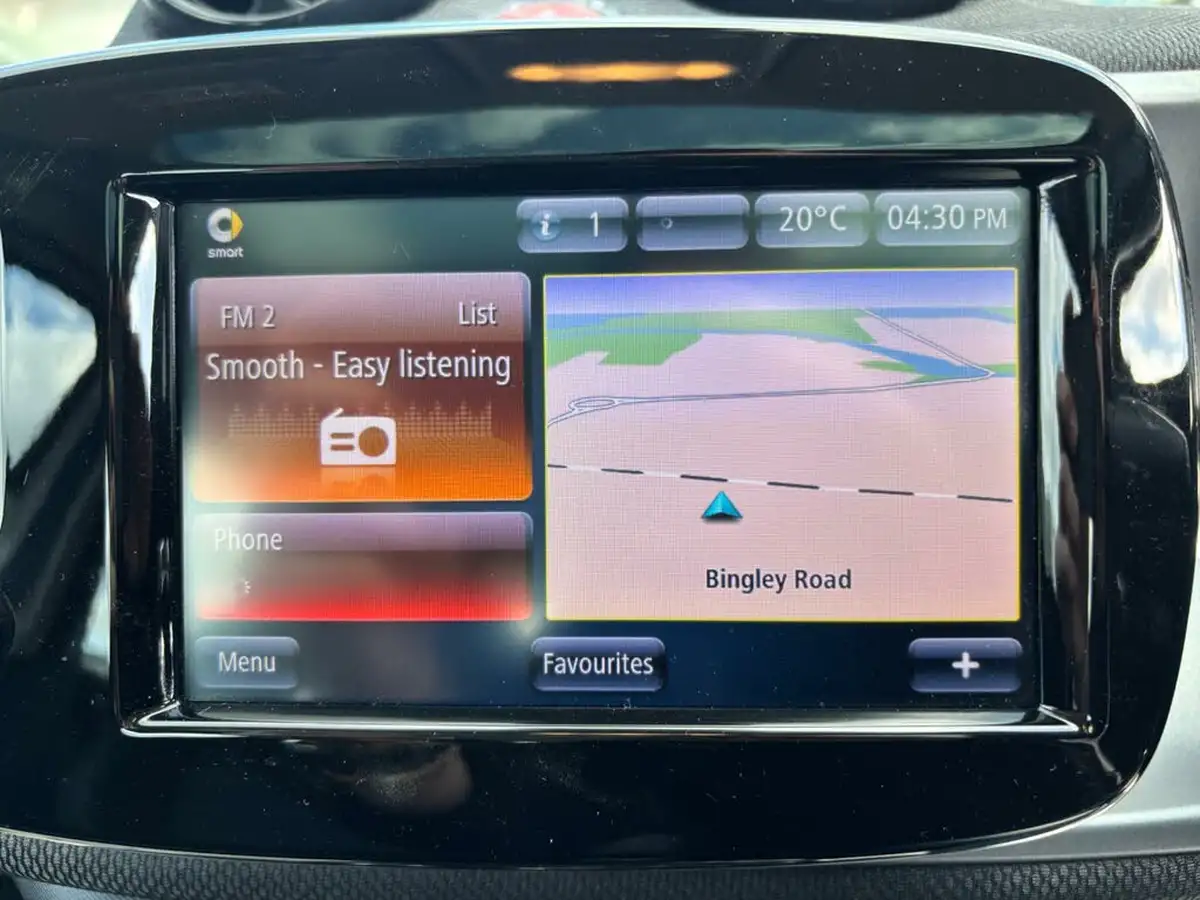 smart
i 1
20°C
04:30 PM
FM 2
List
Smooth - Easy listening
Phone
Bingley Road
Menu
Favourites
+